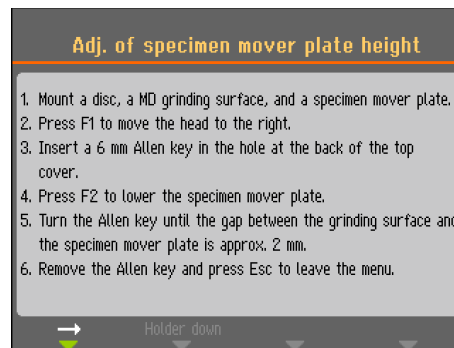 Adj. of specimen mover plate height
1. Mount a disc, a MD grinding surface, and a specimen mover plate.
2. Press F1 to move the head to the right.
3. Insert a 6 mm Allen key in the hole at the back of the top
cover.
4. Press F2 to lower the specimen mover plate.
5. Turn the Allen key until the gap between the grinding surface and
the specimen mover plate is approx. 2 mm.
6. Remove the Allen key and press Esc to leave the menu.
Holder down